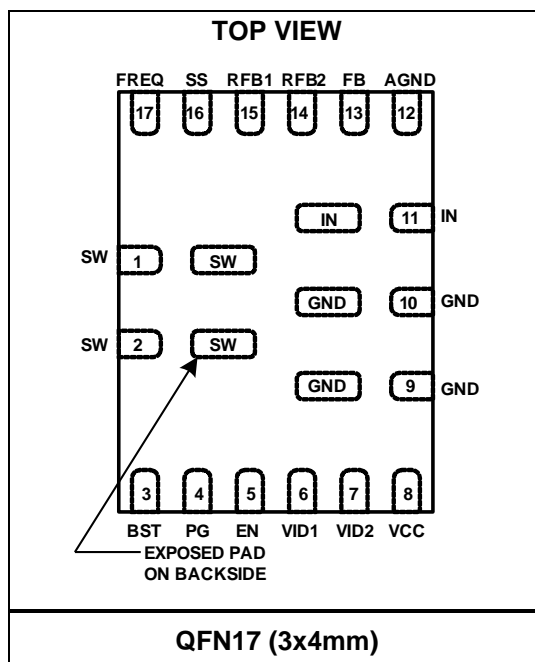 TOP VIEW
FREQ SS RFB1 RFB2 FB AGND
17 16 15 14 13 12
IN 11 IN
SW 1 SW
GND 10 GND
SW 2 SW
GND 9 GND
3 4 5 6 7 8
BST PG EN VID1 VID2 VCC
EXPOSED PAD
ON BACKSIDE
QFN17 (3x4mm)